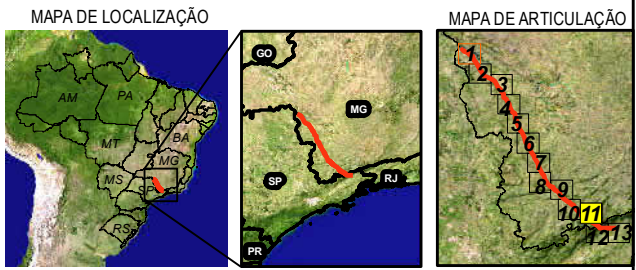 MAPA DE LOCALIZAÇÃO
AM
PA
BA
MT
MG
MS
SP
RS
GO
MG
SP
RJ
PR
MAPA DE ARTICULAÇÃO
1
2
3
4
5
6
7
8
9
10
11
12
13